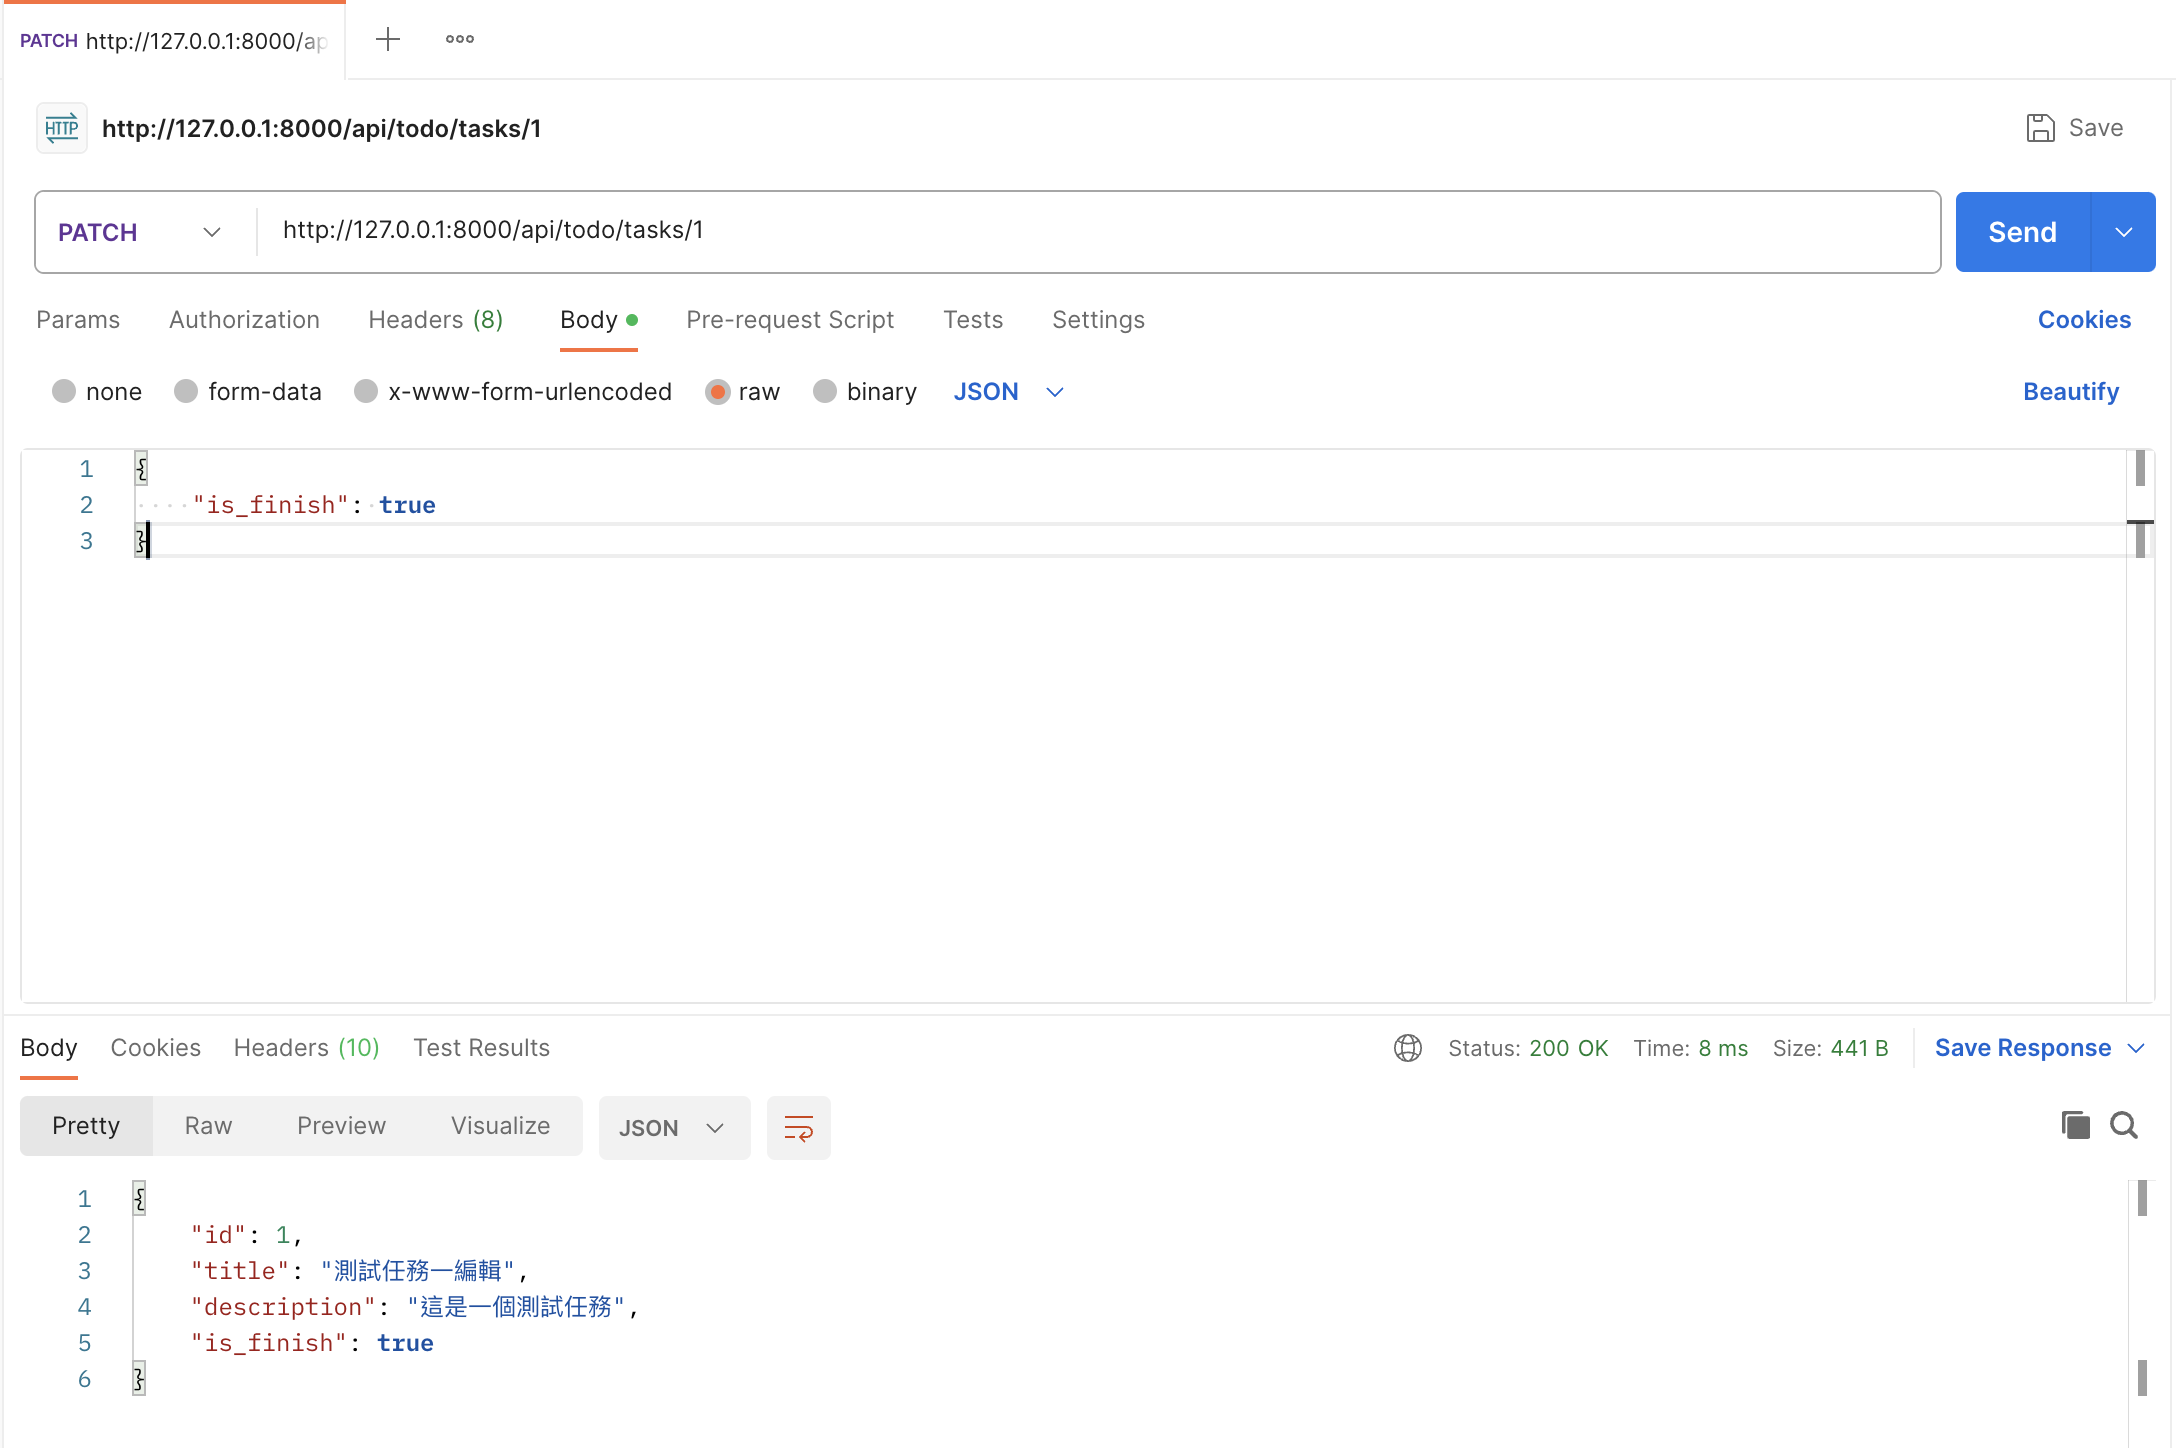 PATCH http://127.0.0.1:8000/ap
HTTP http://127.0.0.1:8000/api/todo/tasks/1 Save
PATCH http://127.0.0.1:8000/api/todo/tasks/1 Send
Params Authorization Headers (8) Body Pre-request Script Tests Settings Cookies
none form-data x-www-form-urlencoded raw binary JSON Beautify
1 {
2 "is_finish": true
3 }
Body Cookies Headers (10) Test Results Status: 200 OK Time: 8 ms Size: 441 B Save Response
Pretty Raw Preview Visualize JSON
1 {
2 "id": 1,
3 "title": "測試任務一編輯",
4 "description": "這是一個測試任務",
5 "is_finish": true
6 }